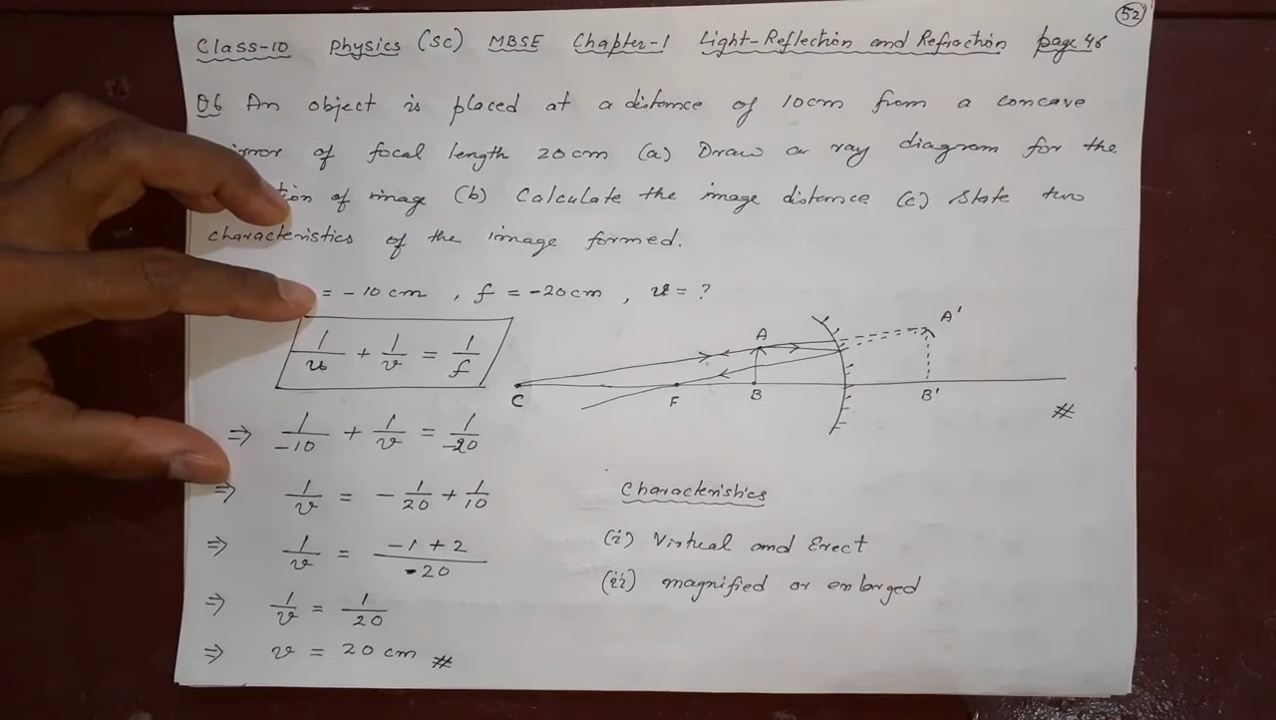 52
Class-10 Physics (Sc) MBSE Chapter-1 Light-Reflection and Refraction page 46
Q6 An object is placed at a distance of 10cm from a concave
of focal length 20cm (a) Draw a ray diagram for the
of image (b) Calculate the image distance (c) State two
characteristics of the image formed.
= -10 cm, f = -20cm, v = ?
1/u + 1/v = 1/f
A A'
C F B B'
#
⇒ 1/-10 + 1/v = 1/-20
⇒ 1/v = - 1/20 + 1/10
Characteristics
⇒ 1/v = -1+2/-20
(i) Virtual and Erect
(ii) magnified or enlarged
⇒ 1/v = 1/20
⇒ v = 20 cm #